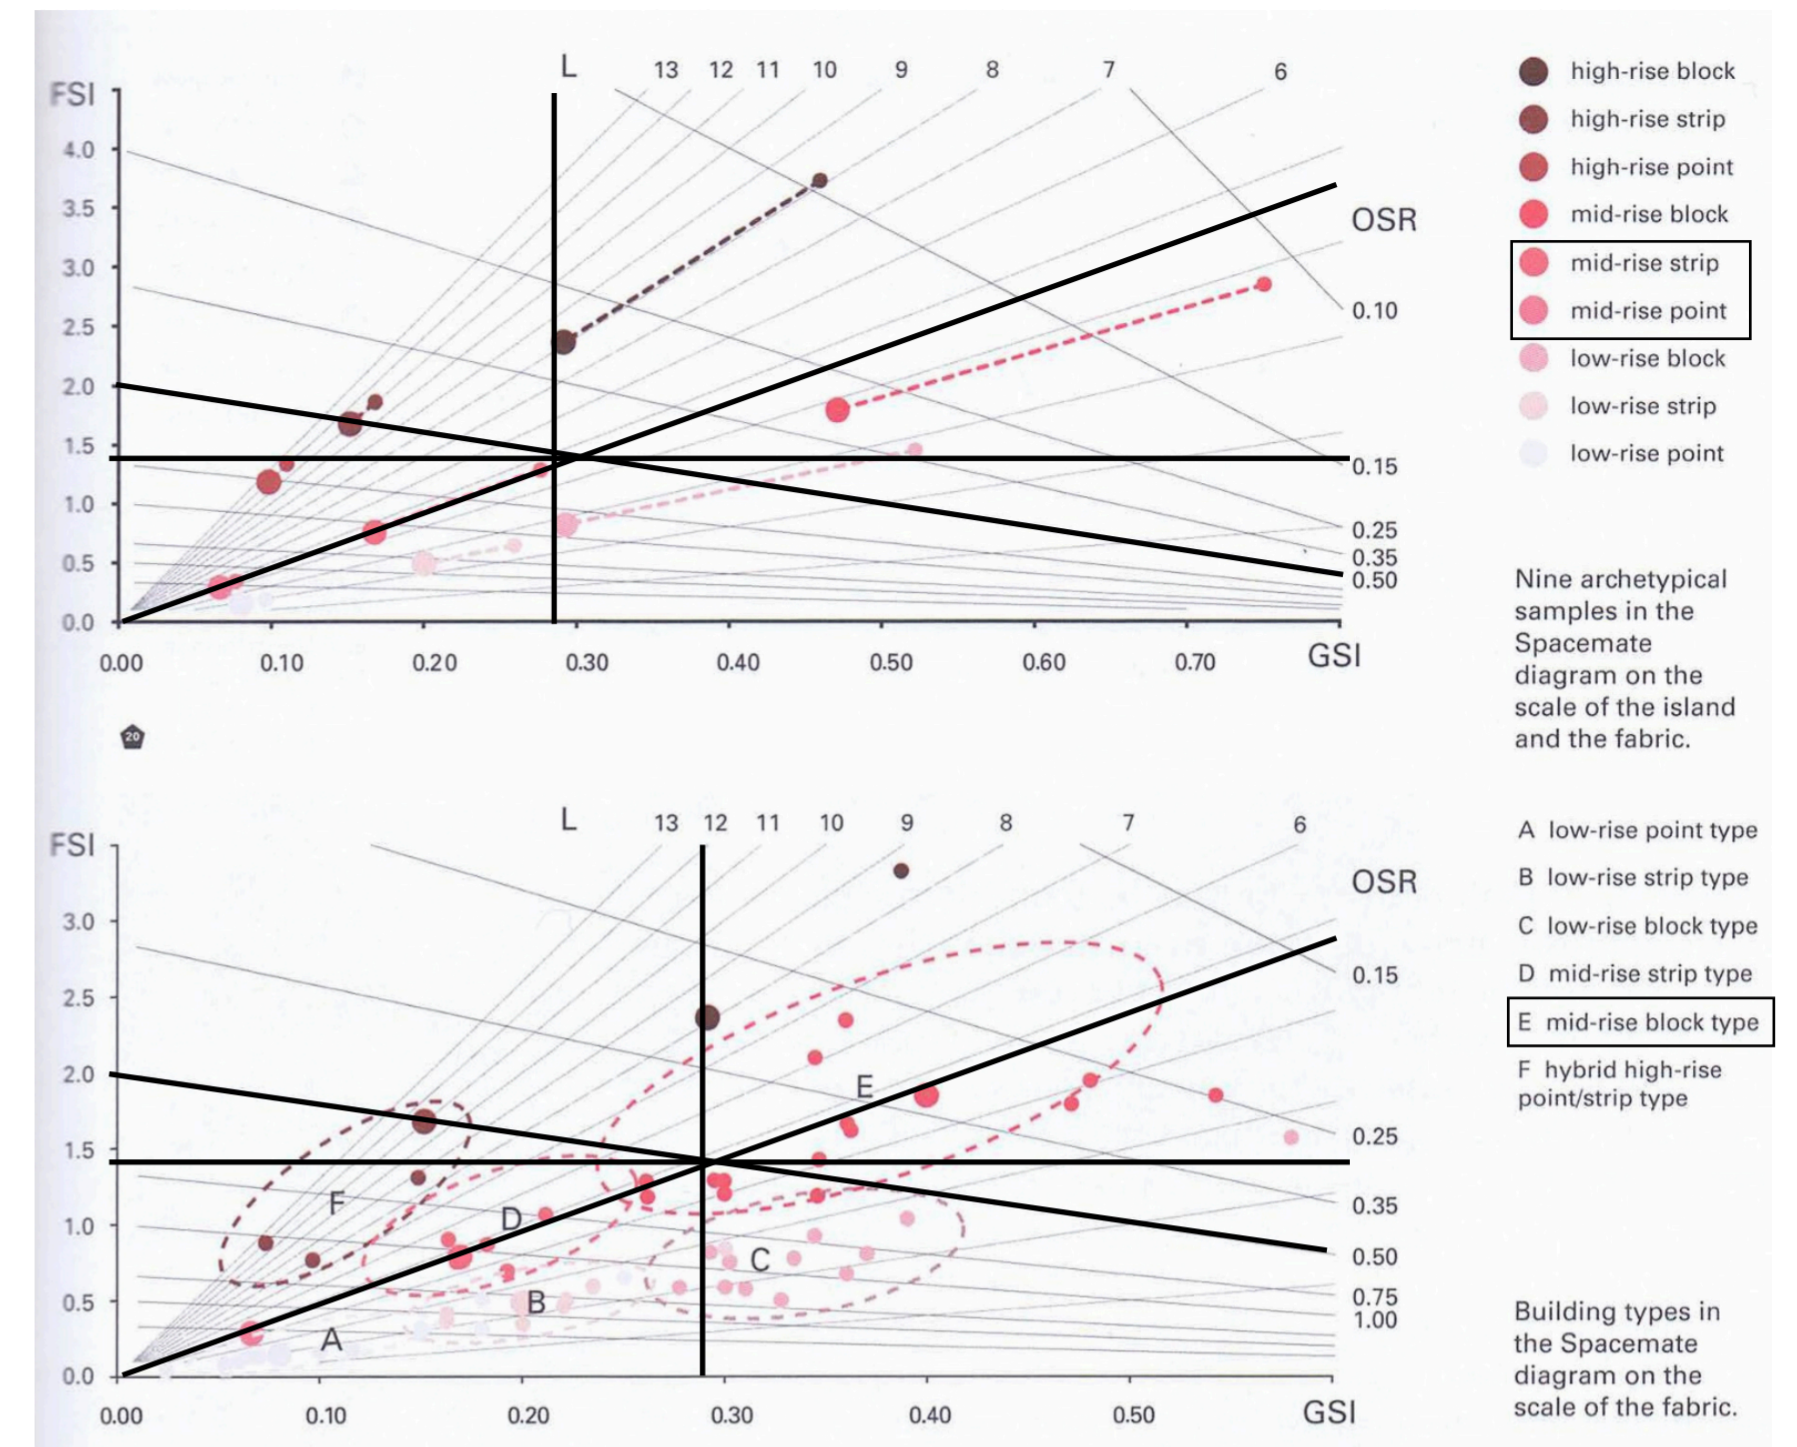 L 13 12 11 10 9 8 7 6
FSI
4.0
3.5
3.0
2.5
2.0
1.5
1.0
0.5
0.0
OSR
0.10
0.15
0.25
0.35
0.50
0.00 0.10 0.20 0.30 0.40 0.50 0.60 0.70 GSI
high-rise block
high-rise strip
high-rise point
mid-rise block
mid-rise strip
mid-rise point
low-rise block
low-rise strip
low-rise point
Nine archetypical
samples in the
Spacemate
diagram on the
scale of the island
and the fabric.
20
L 13 12 11 10 9 8 7 6
FSI
3.0
2.5
2.0
1.5
1.0
0.5
0.0
E
F
D
C
B
A
OSR
0.15
0.25
0.35
0.50
0.75
1.00
0.00 0.10 0.20 0.30 0.40 0.50 GSI
A low-rise point type
B low-rise strip type
C low-rise block type
D mid-rise strip type
E mid-rise block type
F hybrid high-rise
point/strip type
Building types in
the Spacemate
diagram on the
scale of the fabric.